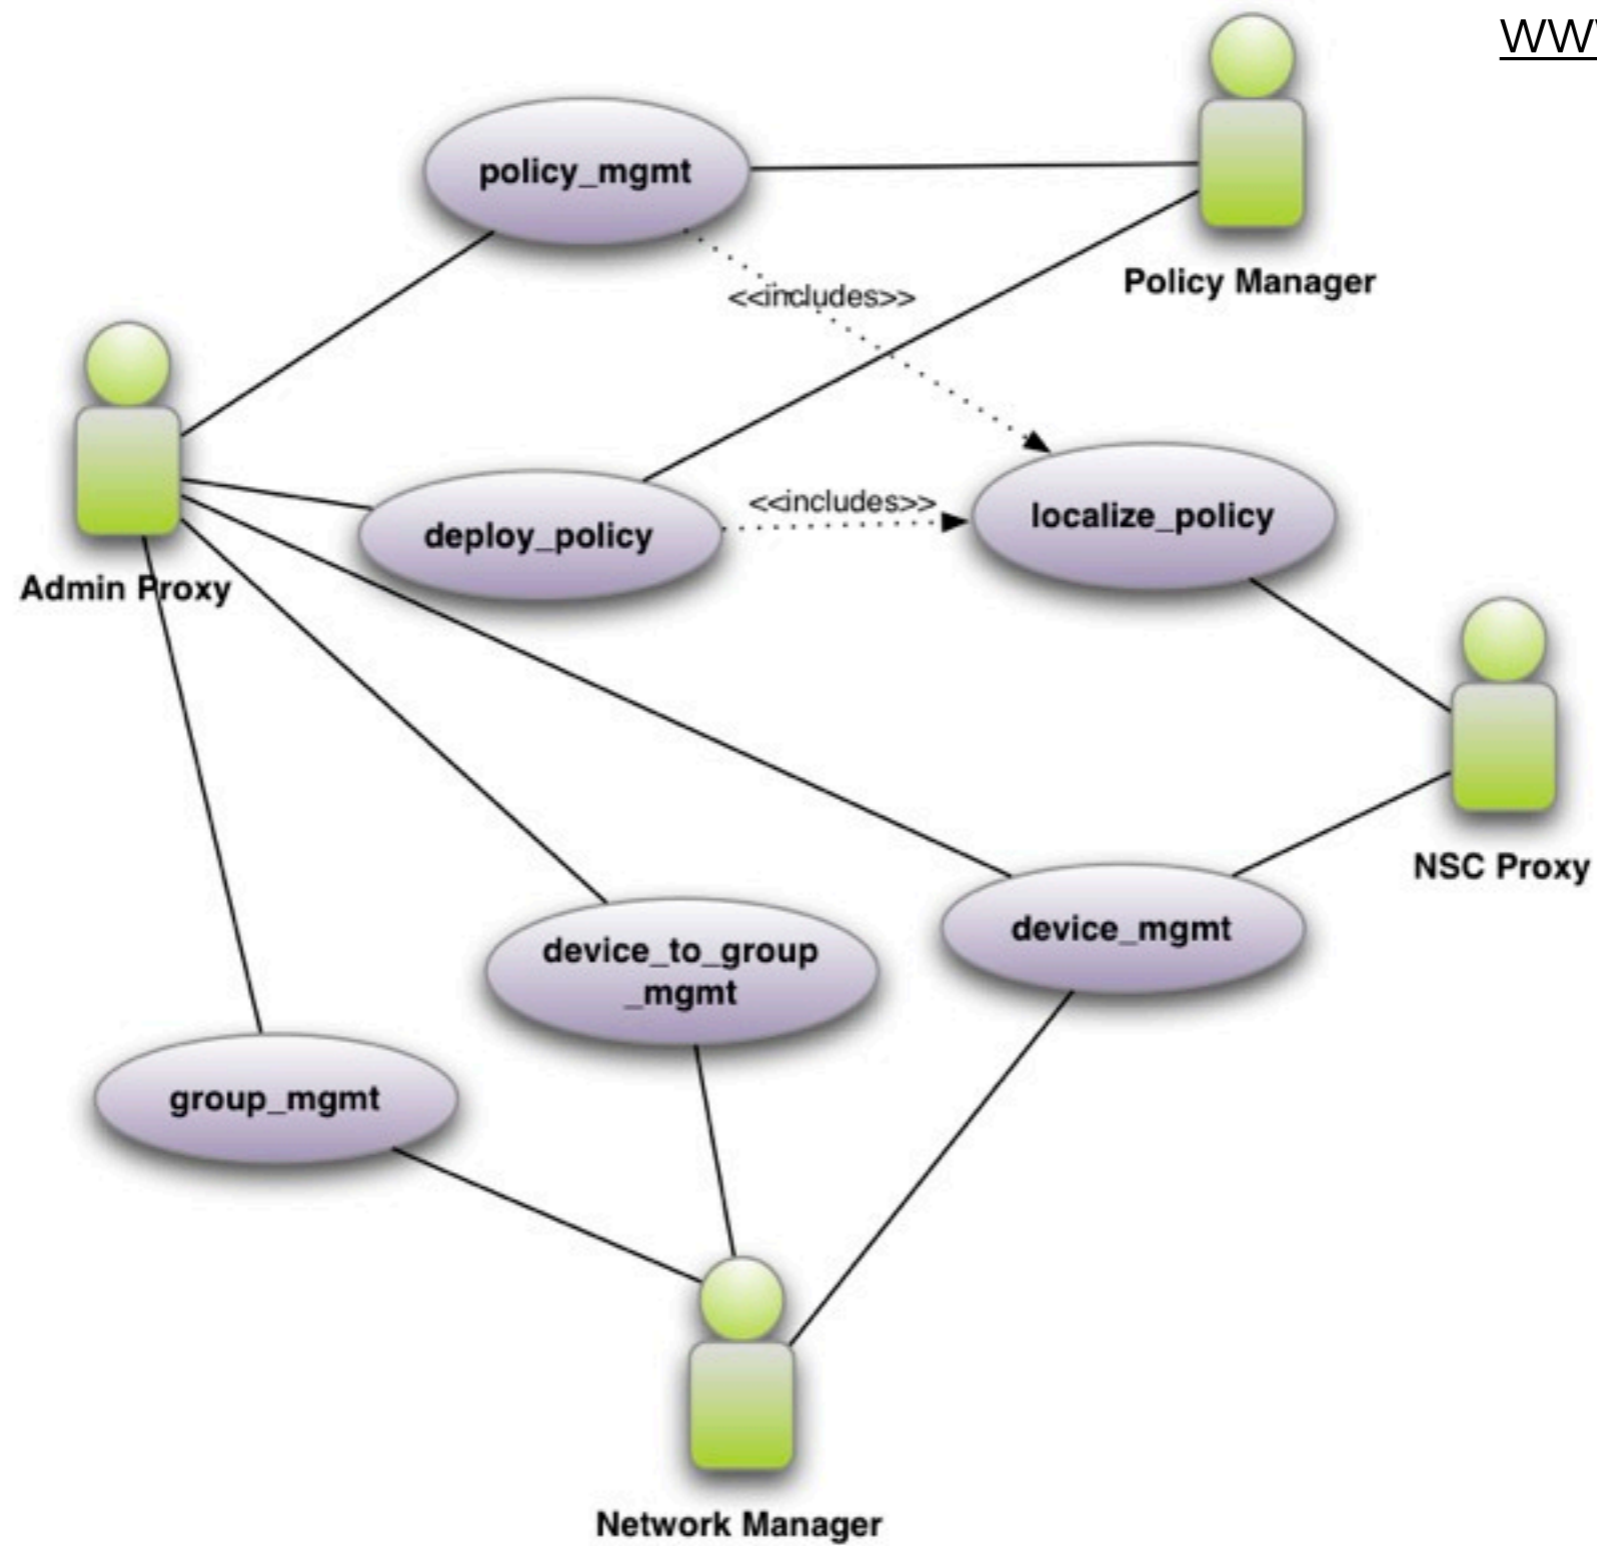 policy_mgmt
Policy Manager
<<includes>>
Admin Proxy
deploy_policy
<<includes>>
localize_policy
NSC Proxy
device_mgmt
device_to_group
_mgmt
group_mgmt
Network Manager